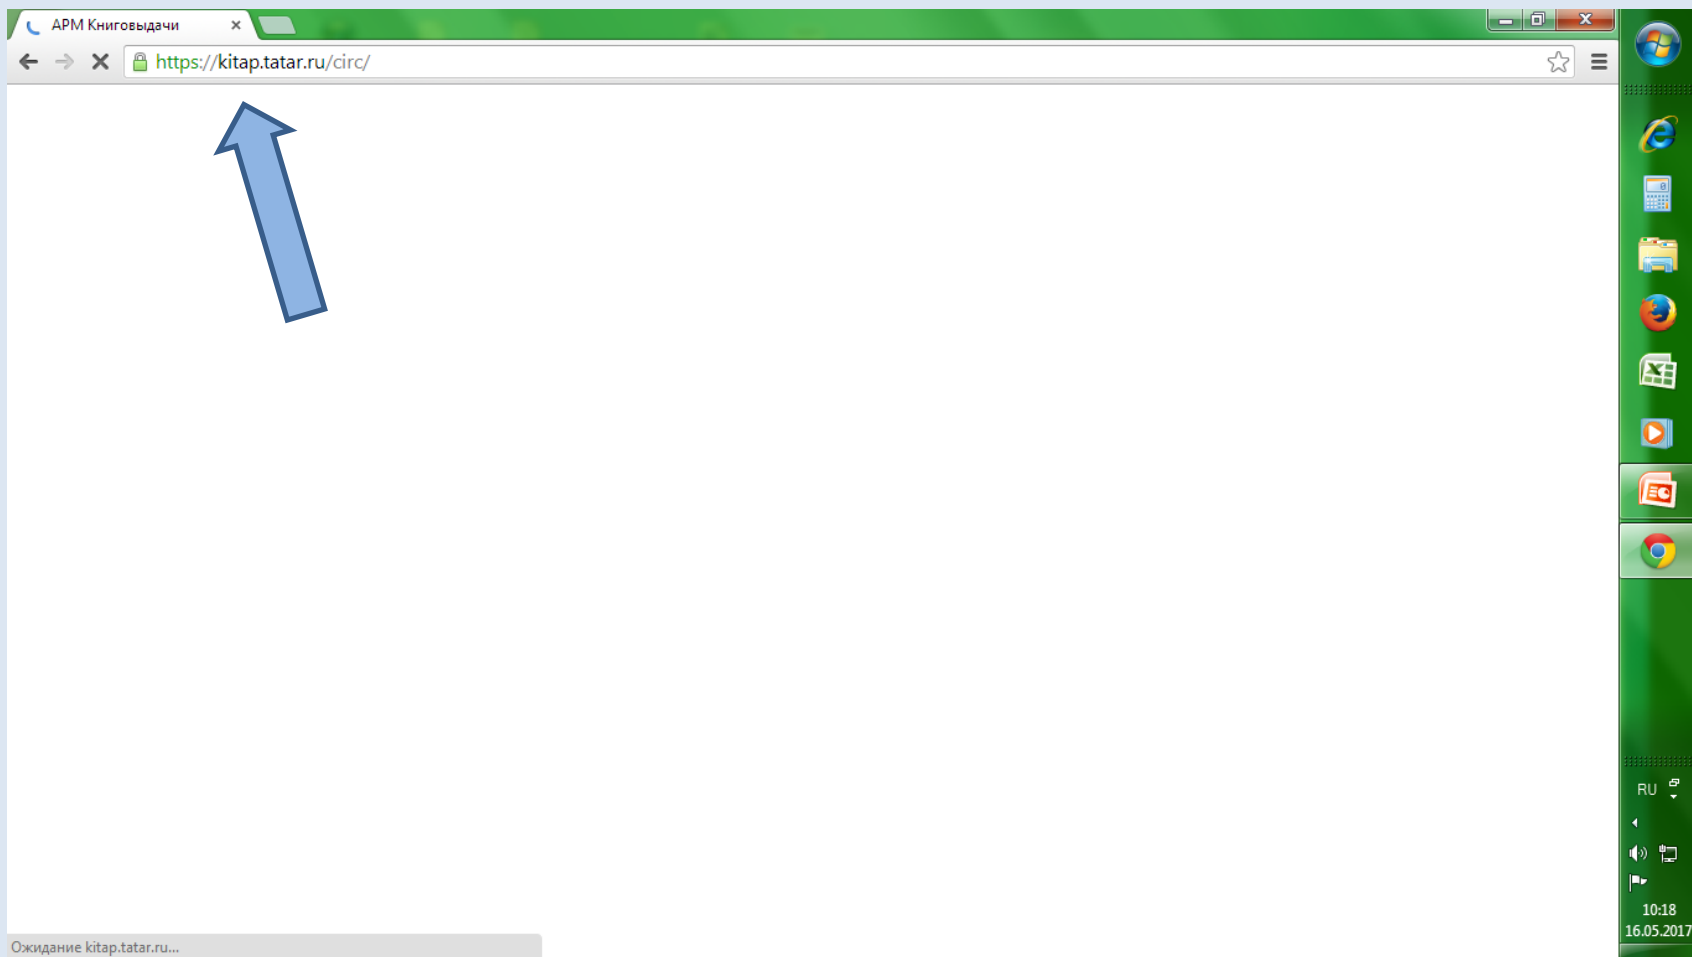 АРМ Книговыдачи
https://kitap.tatar.ru/circ/
RU
10:18
16.05.2017
Ожидание kitap.tatar.ru...